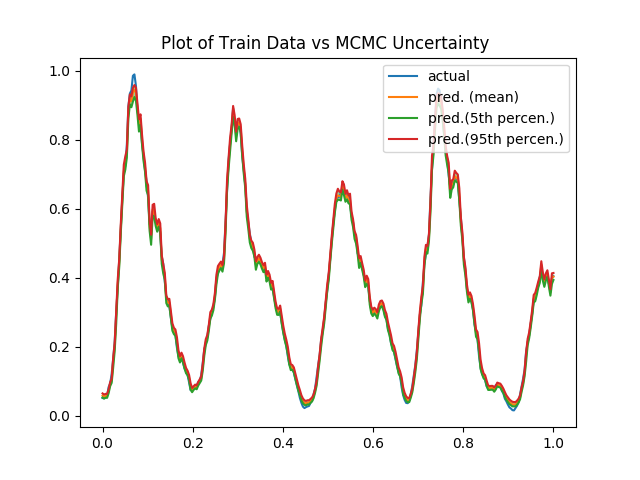 Plot of Train Data vs MCMC Uncertainty
actual
pred. (mean)
pred.(5th percen.)
pred.(95th percen.)
1.0
0.8
0.6
0.4
0.2
0.0
0.0 0.2 0.4 0.6 0.8 1.0